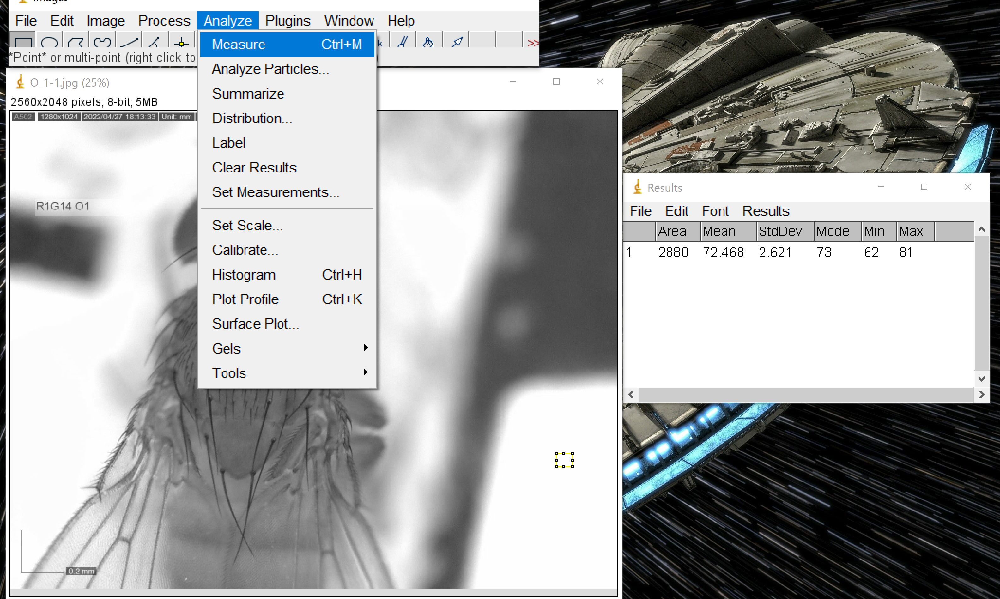 File Edit Image Process Analyze Plugins Window Help
*Point* or multi-point (right click to
Measure Ctrl+M
Analyze Particles...
Summarize
Distribution...
Label
Clear Results
Set Measurements...
Set Scale...
Calibrate...
Histogram Ctrl+H
Plot Profile Ctrl+K
Surface Plot...
Gels
Tools
O_1-1.jpg (25%)
2560x2048 pixels; 8-bit; 5MB
A502 1280x1024 2022/04/27 18:13:33 Unit: mm
R1G14 O1
0.2 mm
Results
File Edit Font Results
Area Mean StdDev Mode Min Max
1 2880 72.468 2.621 73 62 81